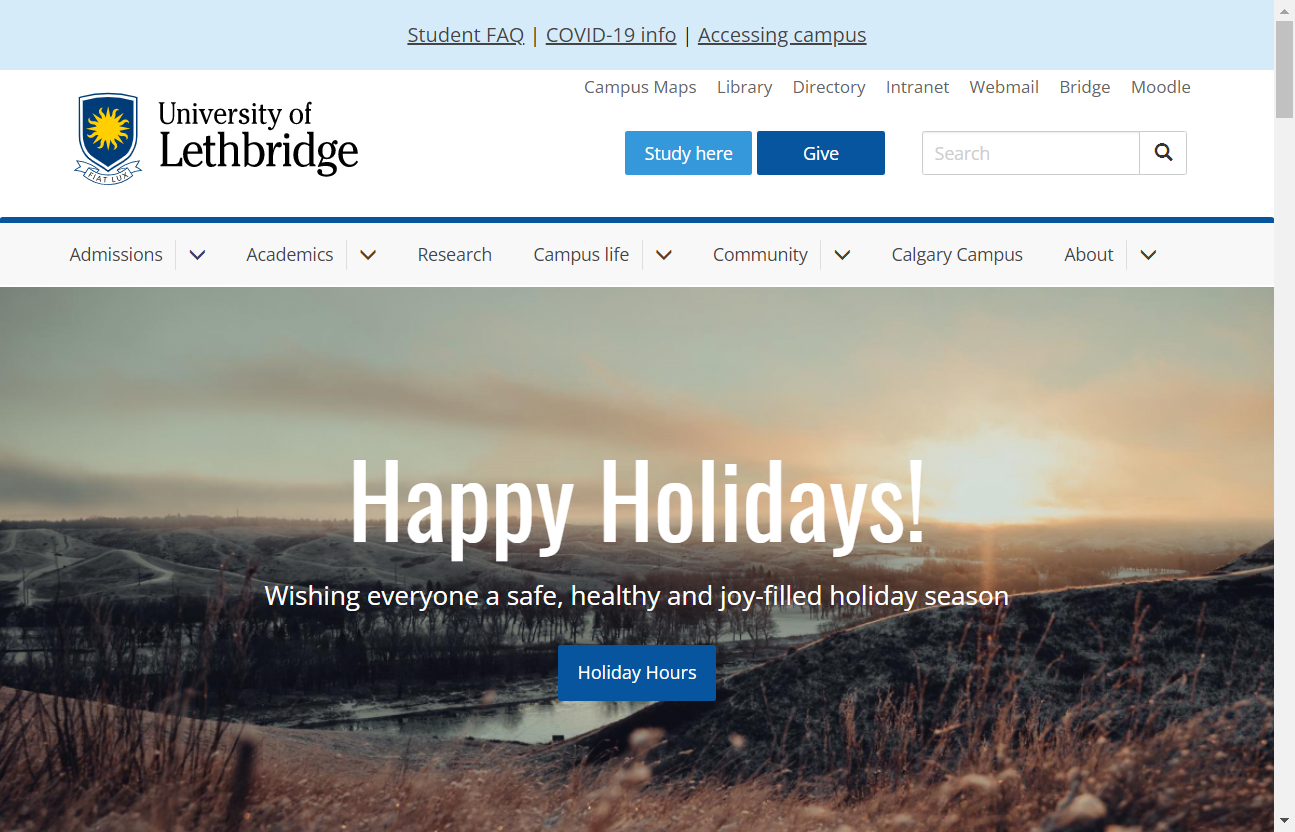 Student FAQ | COVID-19 info | Accessing campus
Campus Maps Library Directory Intranet Webmail Bridge Moodle
University of
Lethbridge
FIAT LUX
Study here Give Search
Admissions Academics Research Campus life Community Calgary Campus About
Happy Holidays!
Wishing everyone a safe, healthy and joy-filled holiday season
Holiday Hours